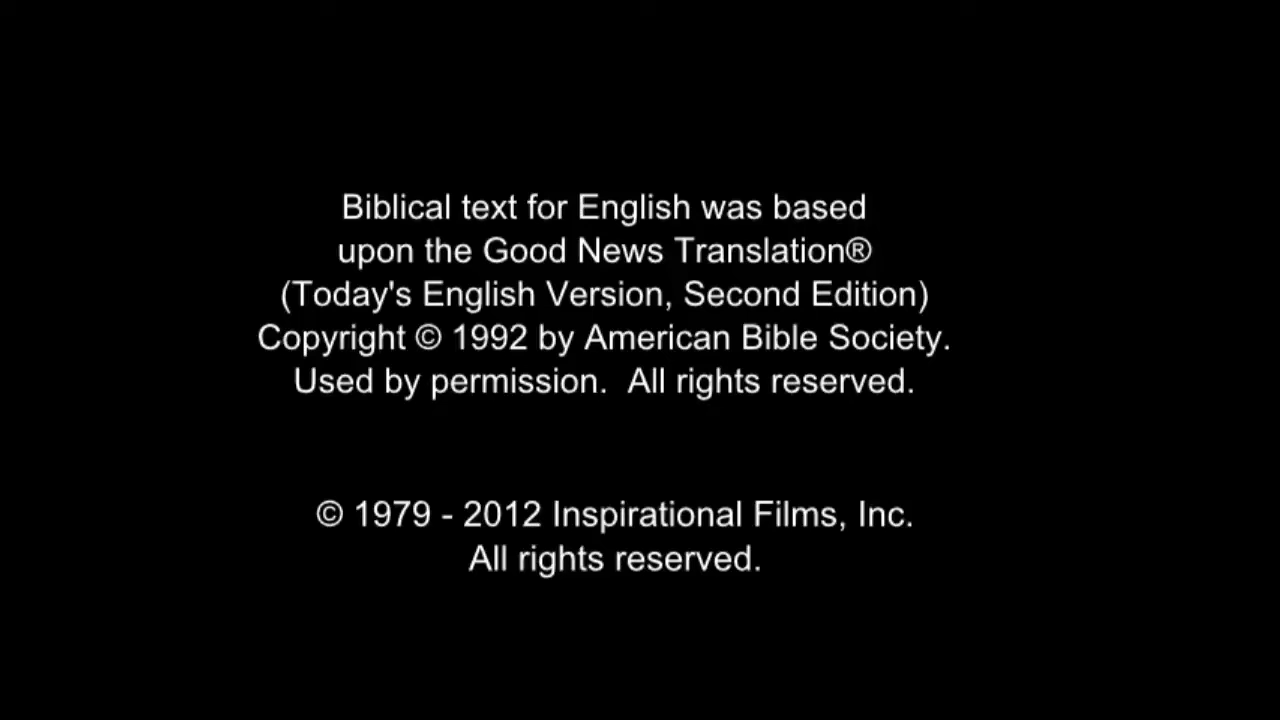 Biblical text for English was based
upon the Good News Translation®
(Today's English Version, Second Edition)
Copyright © 1992 by American Bible Society.
Used by permission.  All rights reserved.
© 1979 - 2012 Inspirational Films, Inc.
All rights reserved.